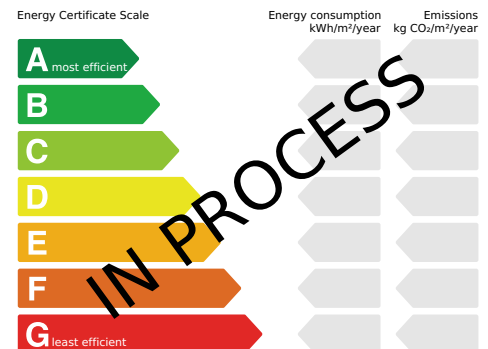 Energy Certificate Scale
Energy consumption
kWh/m²/year
Emissions
kg CO₂/m²/year
A most efficient
B
C
D
E
F
G least efficient
IN PROCESS